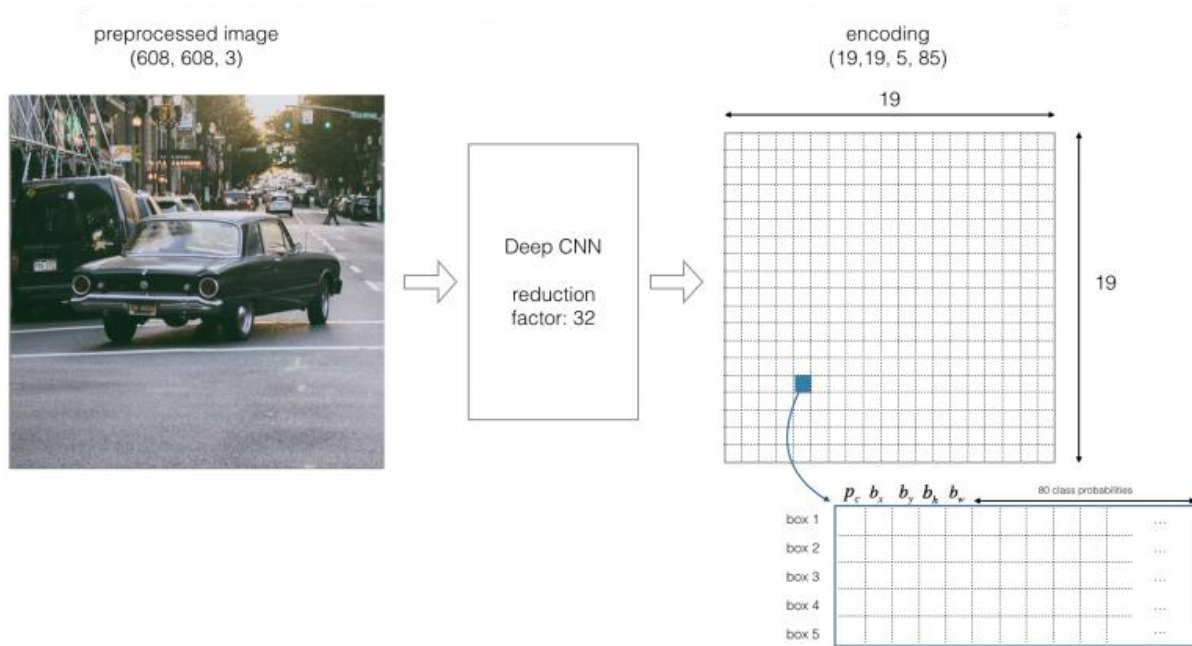 preprocessed image
(608, 608, 3)
encoding
(19,19, 5, 85)
19
Deep CNN
reduction
factor: 32
19
p_c b_x b_y b_h b_w
80 class probabilities
box 1 ...
box 2 ...
box 3 ...
box 4 ...
box 5 ...